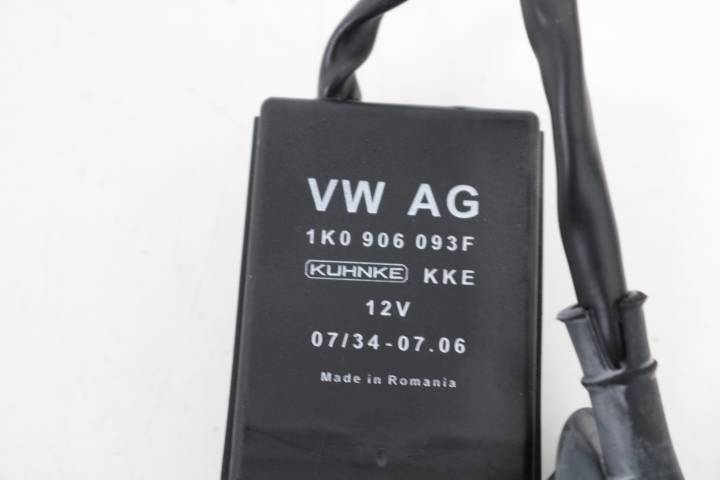 VW AG
1K0 906 093F
KUHNKE KKE
12V
07/34-07.06
Made in Romania